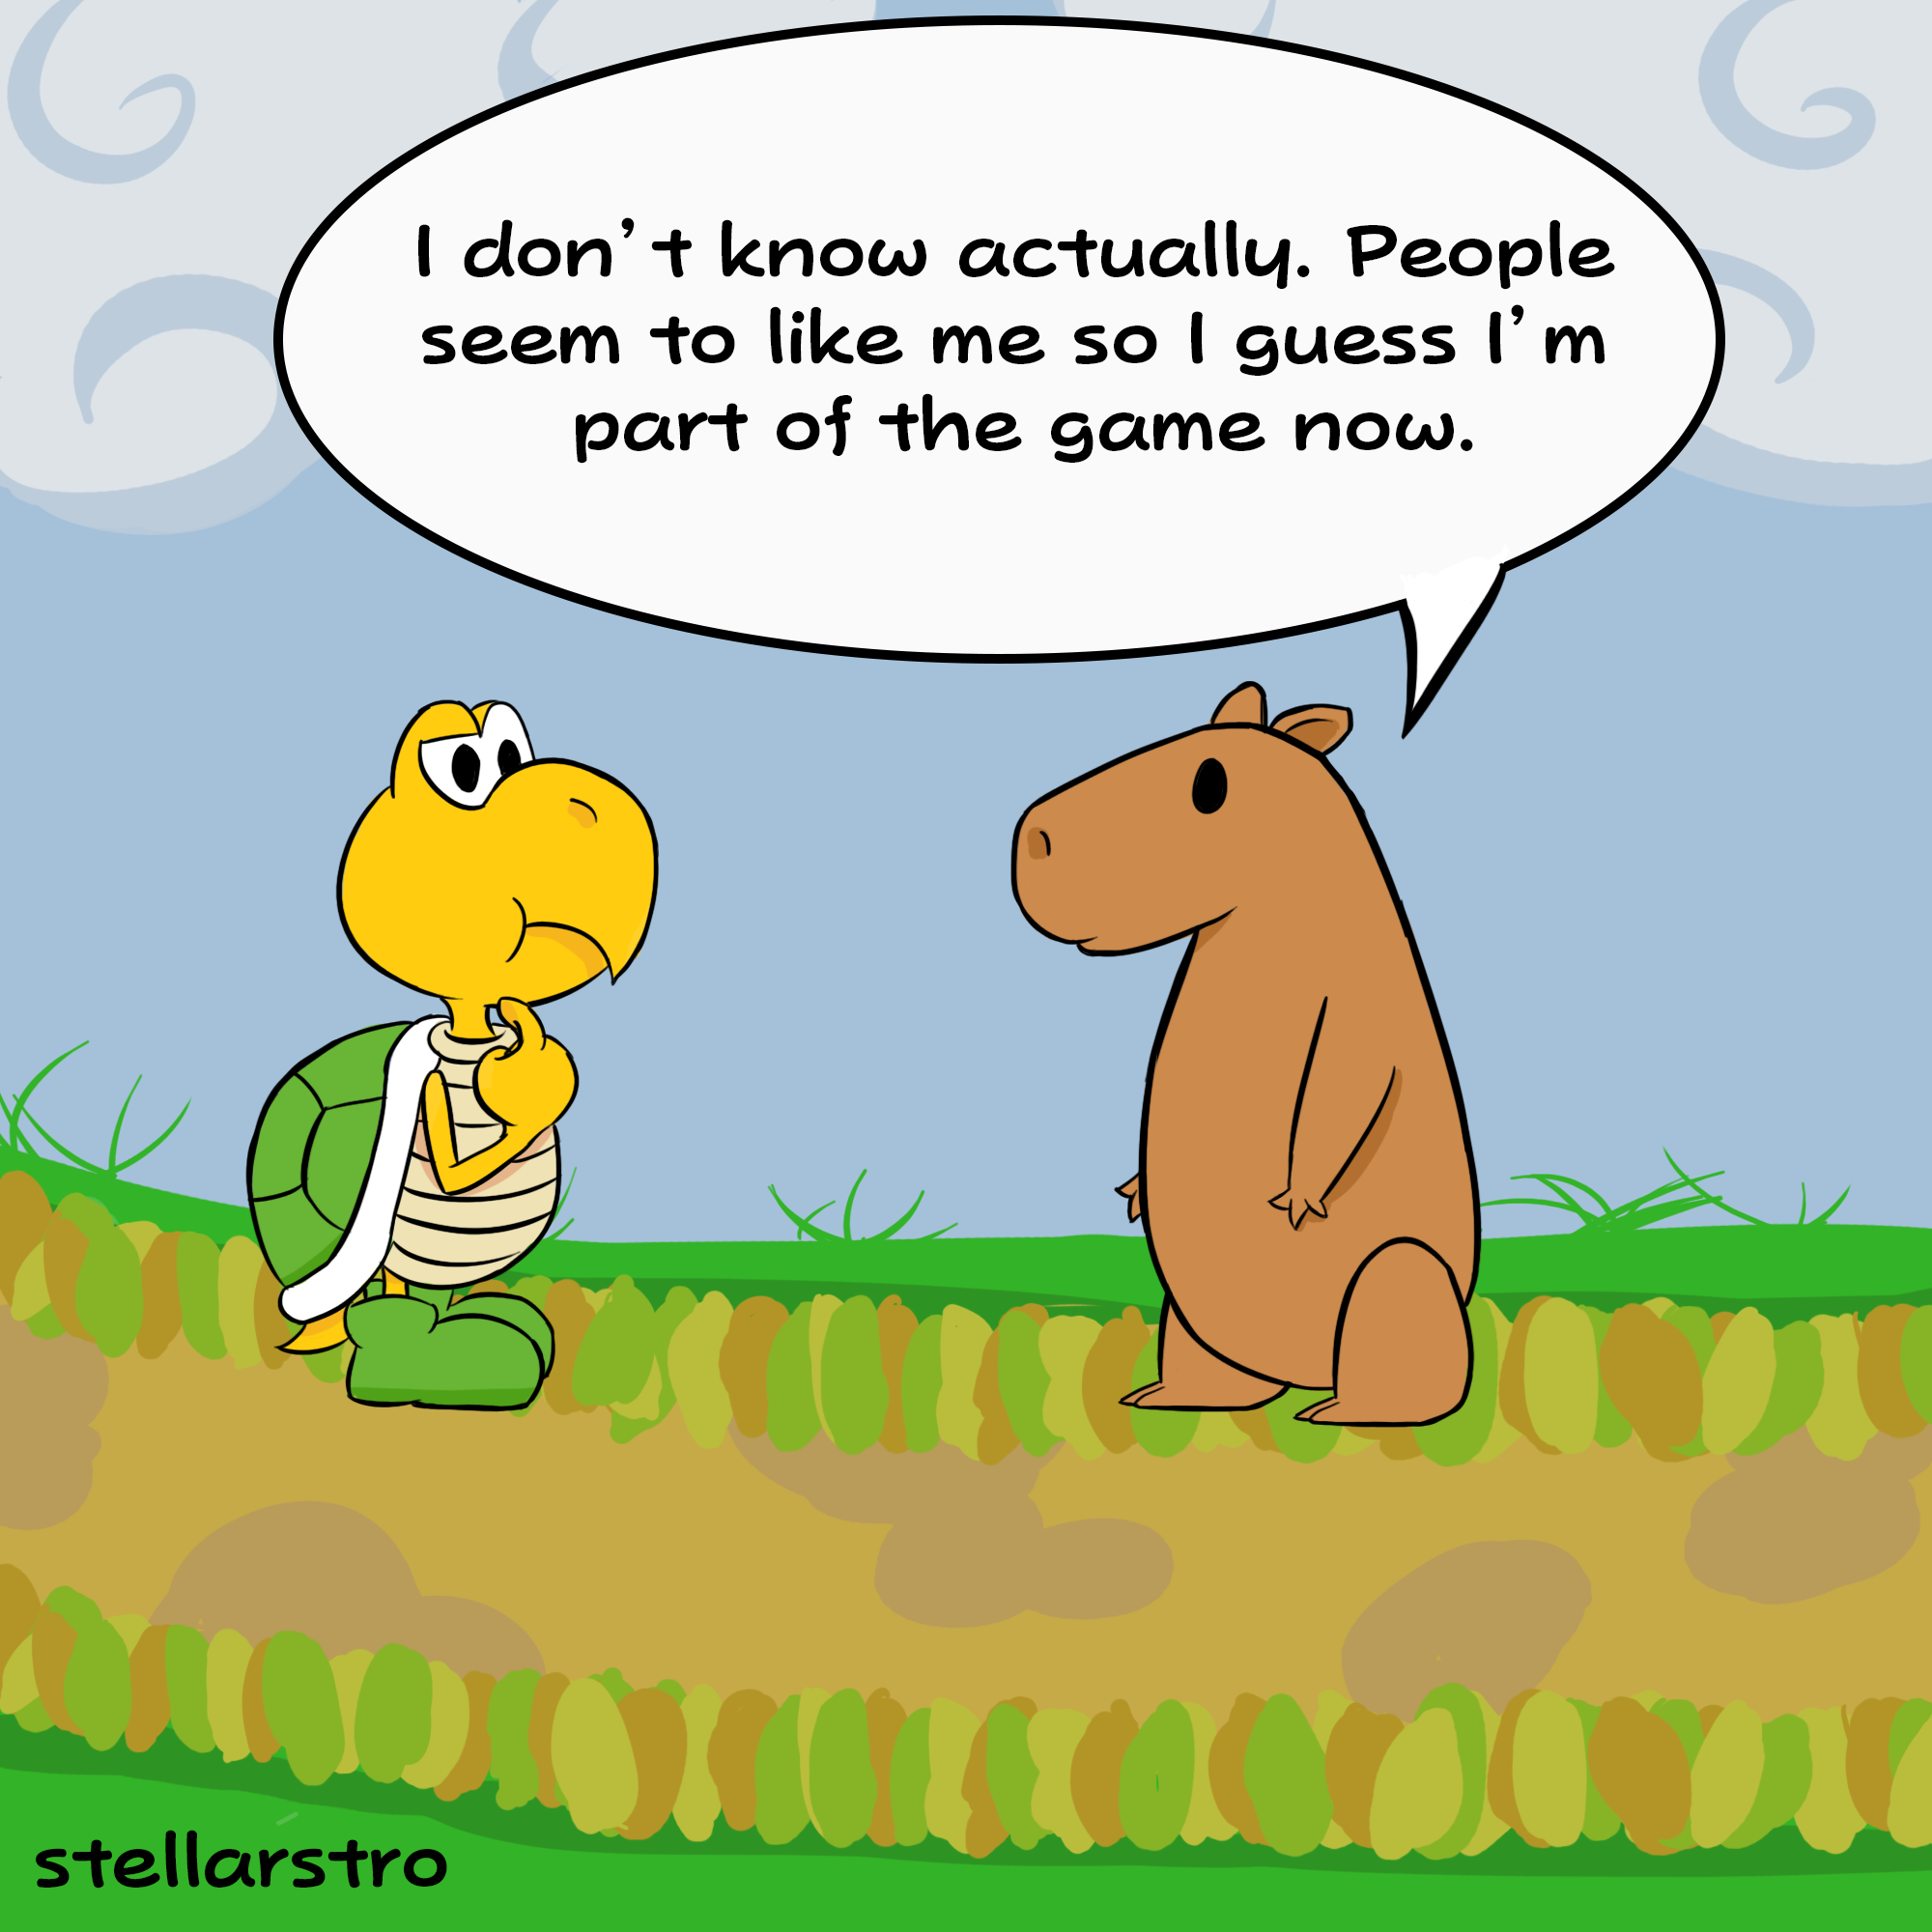 I don't know actually. People
seem to like me so I guess I'm
part of the game now.
stellarstro